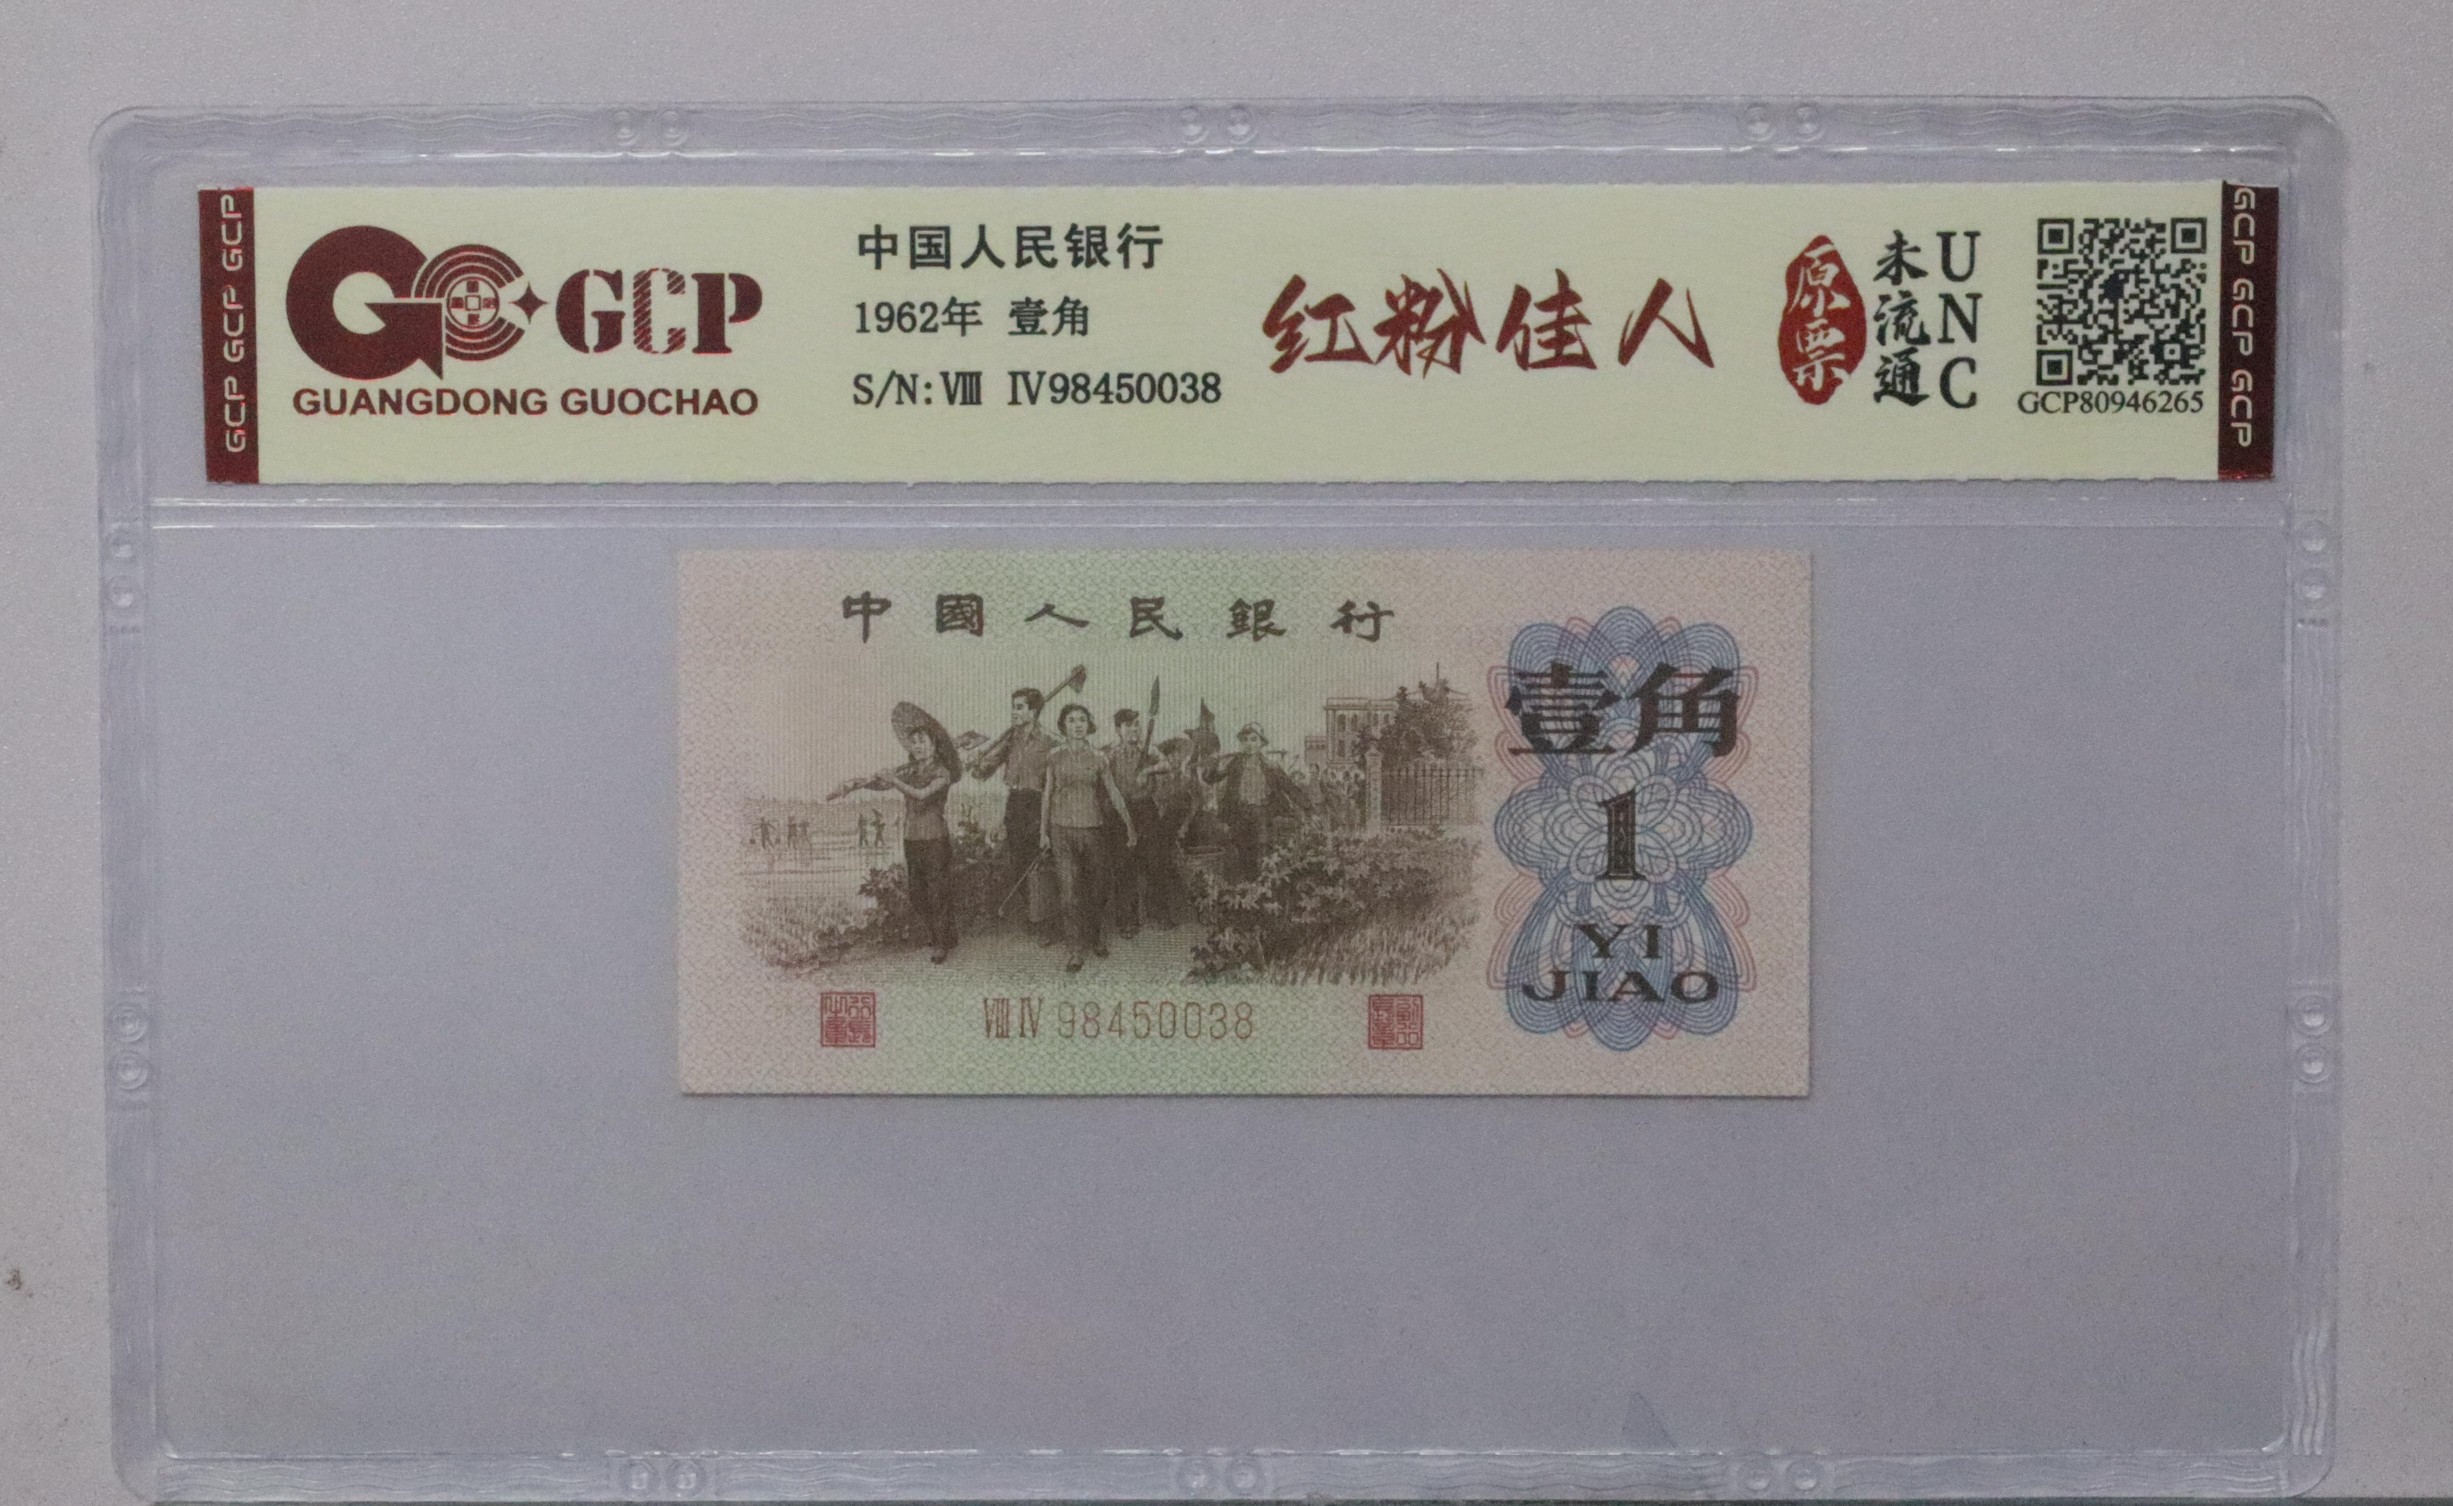 GCP GCP GCP
GCP
GUANGDONG GUOCHAO
中国人民银行
1962年 壹角
S/N: Ⅷ Ⅳ98450038
红粉佳人
原票
未流通
UNC
GCP80946265
GCP GCP GCP
中國人民銀行
壹角
1
YI
JIAO
Ⅷ Ⅳ 98450038